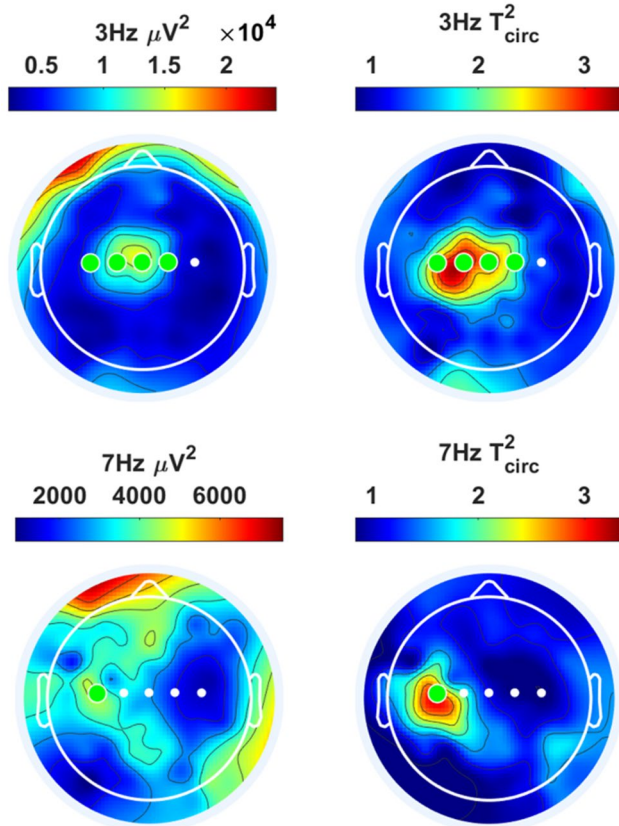 3Hz μV² ×10⁴
0.5 1 1.5 2
3Hz T²circ
1 2 3
7Hz μV²
2000 4000 6000
7Hz T²circ
1 2 3